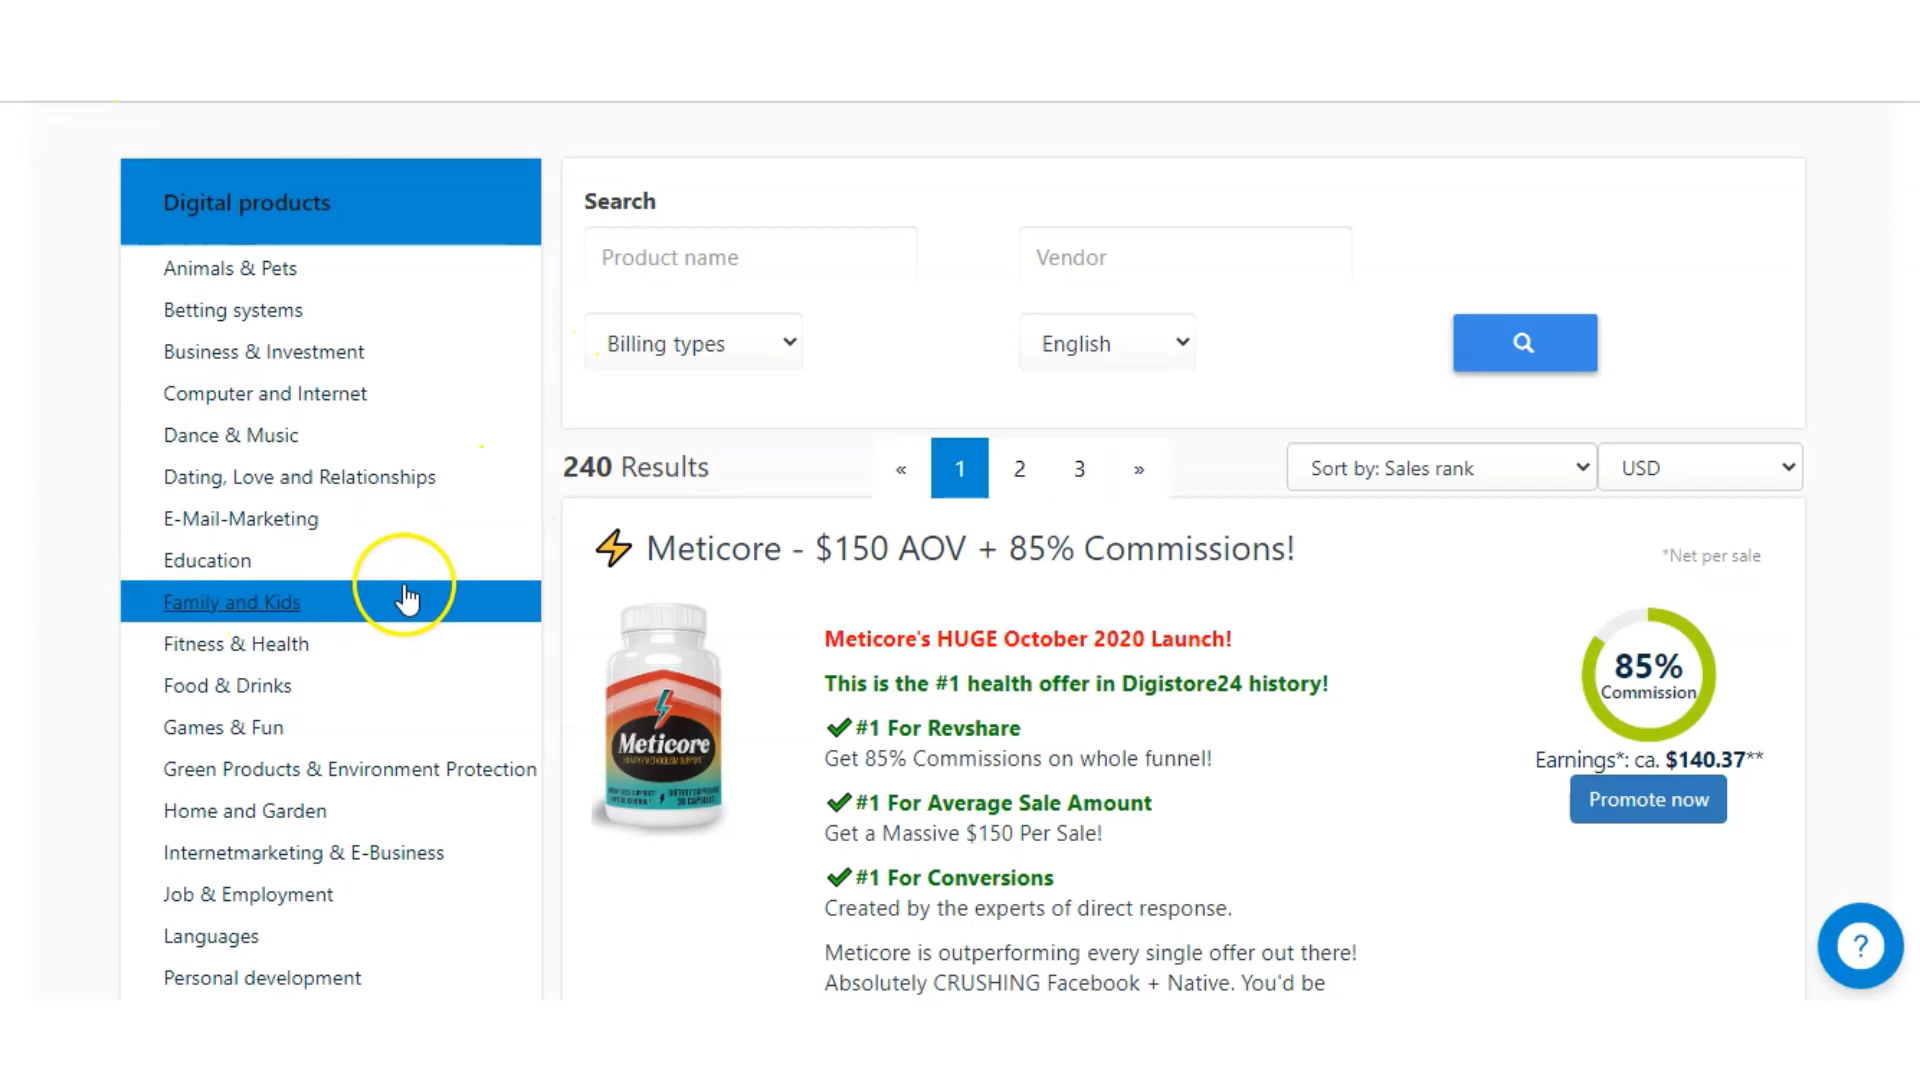 Digital products
Animals & Pets
Betting systems
Business & Investment
Computer and Internet
Dance & Music
Dating, Love and Relationships
E-Mail-Marketing
Education
Family and Kids
Fitness & Health
Food & Drinks
Games & Fun
Green Products & Environment Protection
Home and Garden
Internetmarketing & E-Business
Job & Employment
Languages
Personal development
Search
Product name
Vendor
Billing types
English
240 Results
« 1 2 3 »
Sort by: Sales rank
USD
Meticore - $150 AOV + 85% Commissions!
*Net per sale
Meticore
Meticore's HUGE October 2020 Launch!
This is the #1 health offer in Digistore24 history!
✔ #1 For Revshare
Get 85% Commissions on whole funnel!
✔ #1 For Average Sale Amount
Get a Massive $150 Per Sale!
✔ #1 For Conversions
Created by the experts of direct response.
Meticore is outperforming every single offer out there!
Absolutely CRUSHING Facebook + Native. You'd be
85%
Commission
Earnings*: ca. $140.37**
Promote now
?